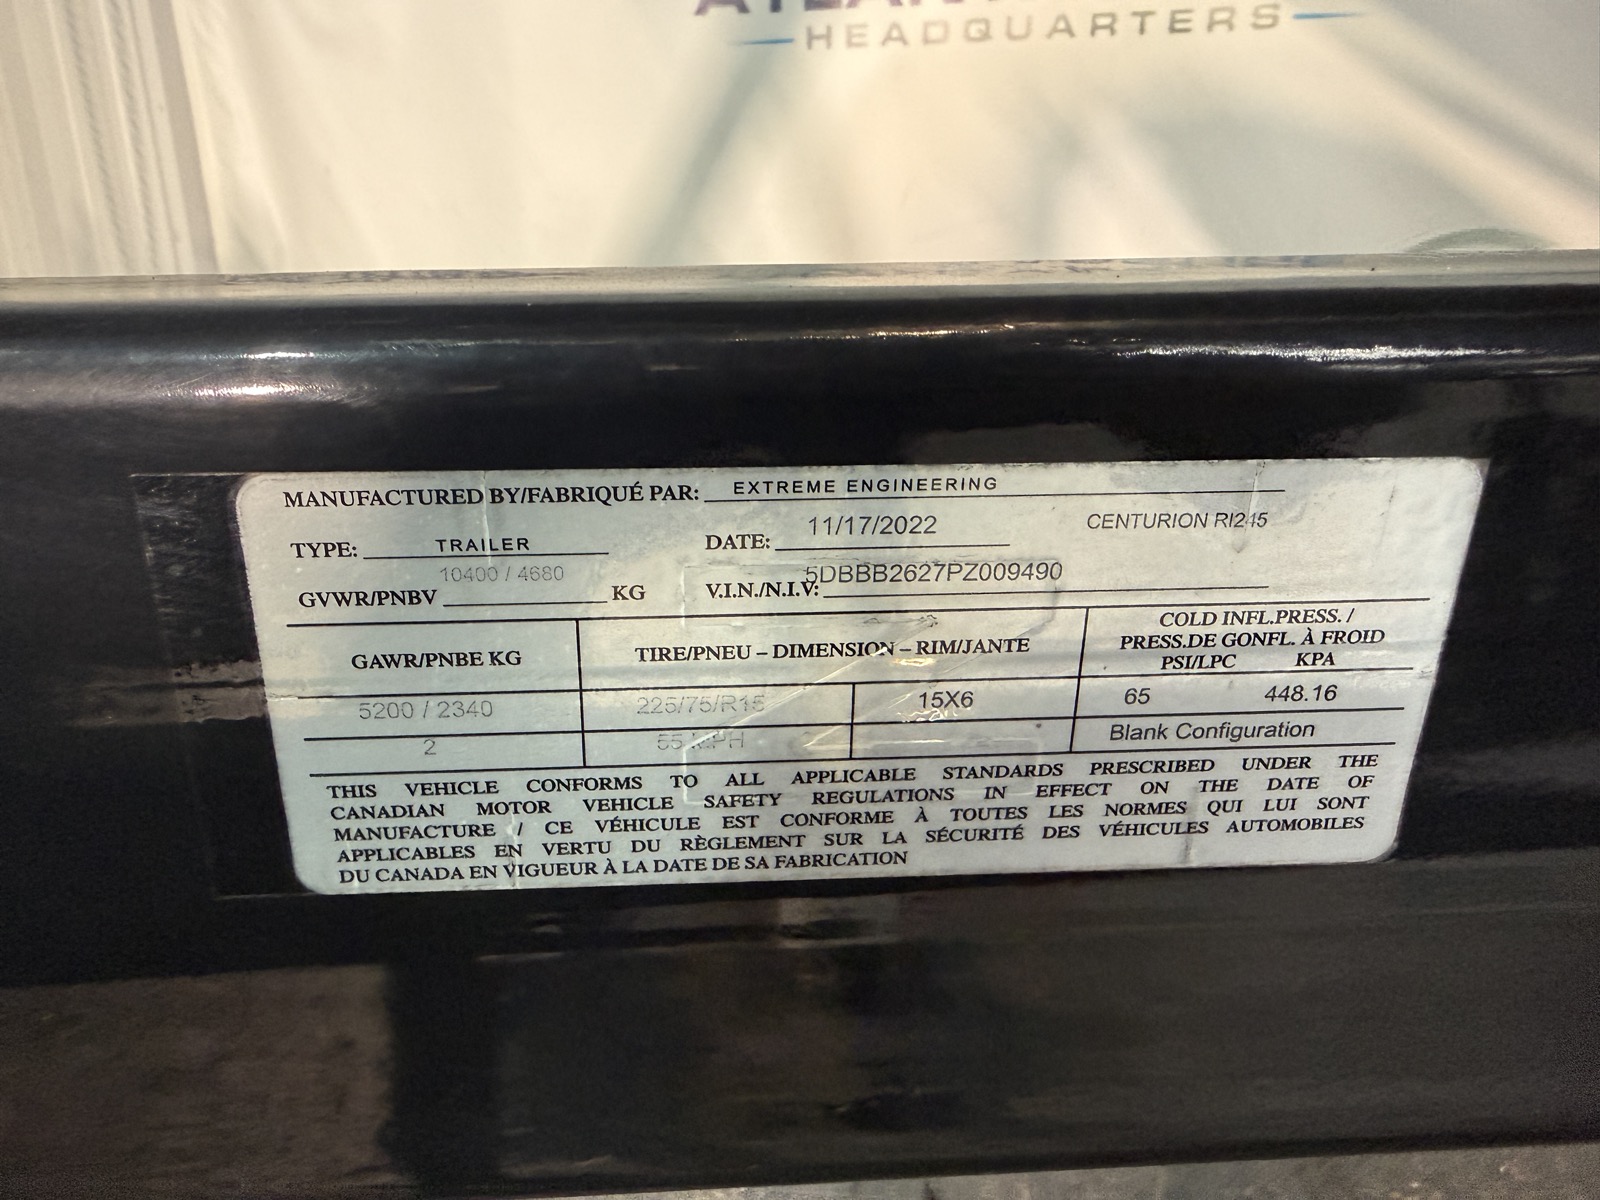 HEADQUARTERS
MANUFACTURED BY/FABRIQUÉ PAR: EXTREME ENGINEERING
TYPE: TRAILER DATE: 11/17/2022 CENTURION RI245
GVWR/PNBV 10400 / 4680 KG V.I.N./N.I.V: 5DBBB2627PZ009490
GAWR/PNBE KG TIRE/PNEU – DIMENSION – RIM/JANTE COLD INFL.PRESS. /
PRESS.DE GONFL. À FROID
PSI/LPC KPA
5200 / 2340 225/75/R15 15X6 65 448.16
2 55 MPH Blank Configuration
THIS VEHICLE CONFORMS TO ALL APPLICABLE STANDARDS PRESCRIBED UNDER THE
CANADIAN MOTOR VEHICLE SAFETY REGULATIONS IN EFFECT ON THE DATE OF
MANUFACTURE / CE VÉHICULE EST CONFORME À TOUTES LES NORMES QUI LUI SONT
APPLICABLES EN VERTU DU RÈGLEMENT SUR LA SÉCURITÉ DES VÉHICULES AUTOMOBILES
DU CANADA EN VIGUEUR À LA DATE DE SA FABRICATION